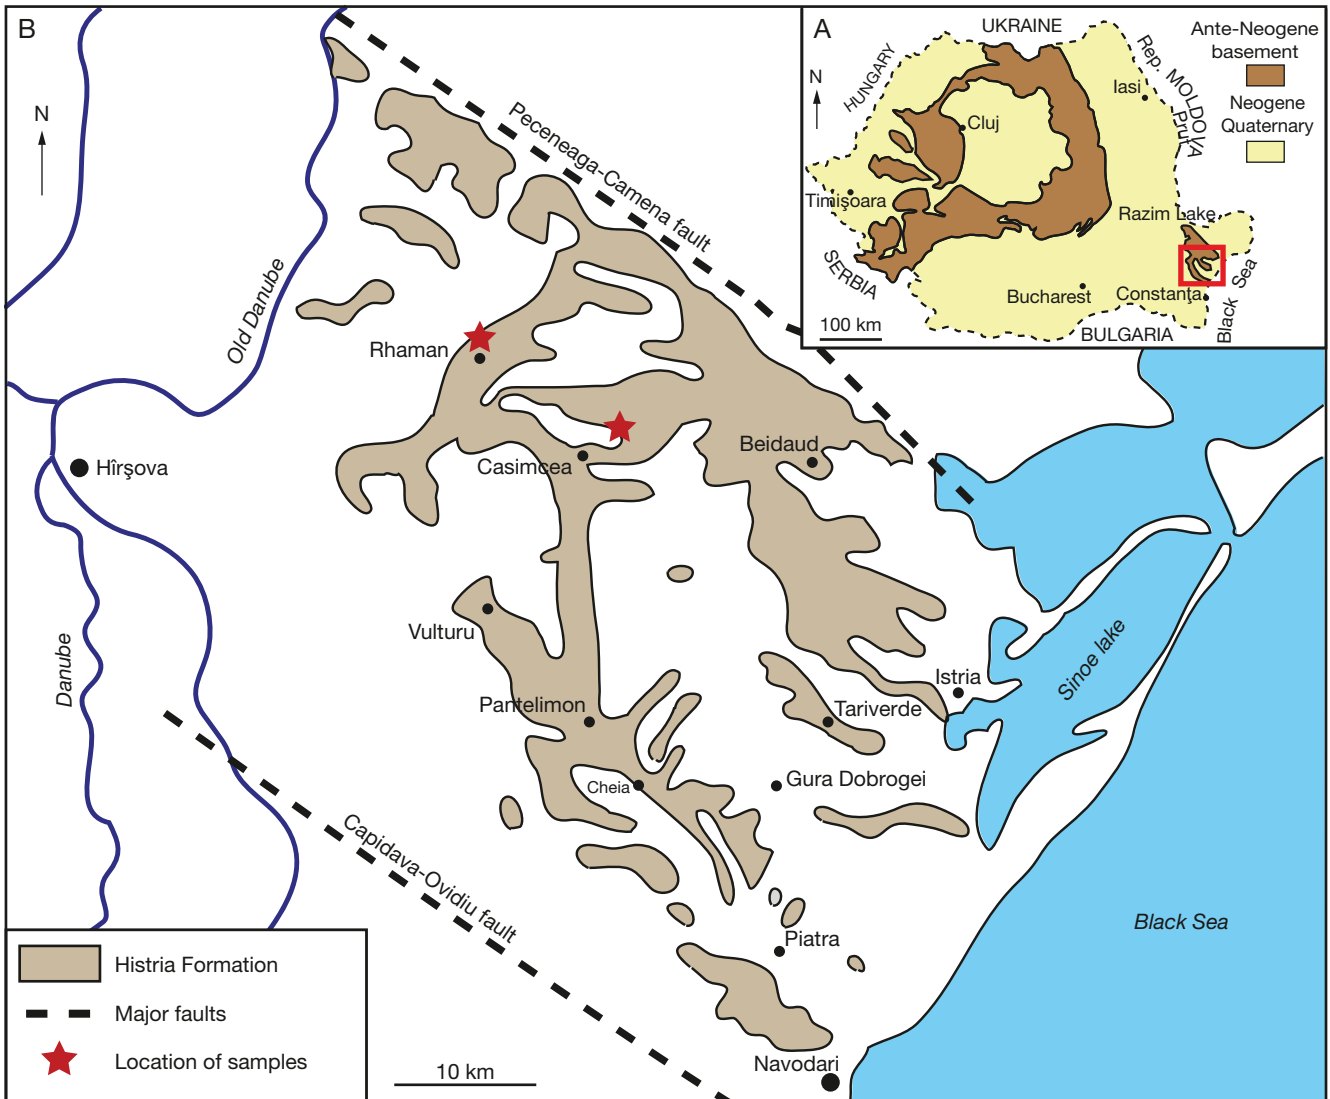 B
N
Peceneaga-Camena fault
Old Danube
Rhaman
Hîrşova
Casimcea
Beidaud
Danube
Vulturu
Pantelimon
Istria
Sinoe lake
Tariverde
Cheia
Gura Dobrogei
Capidava-Ovidiu fault
Piatra
Black Sea
Navodari
Histria Formation
Major faults
Location of samples
10 km
A
N
UKRAINE
HUNGARY
Rep. MOLDOVA
Prut
Iasi
Cluj
Timişoara
Razim Lake
SERBIA
Bucharest
Constanţa
Black Sea
BULGARIA
100 km
Ante-Neogene
basement
Neogene
Quaternary